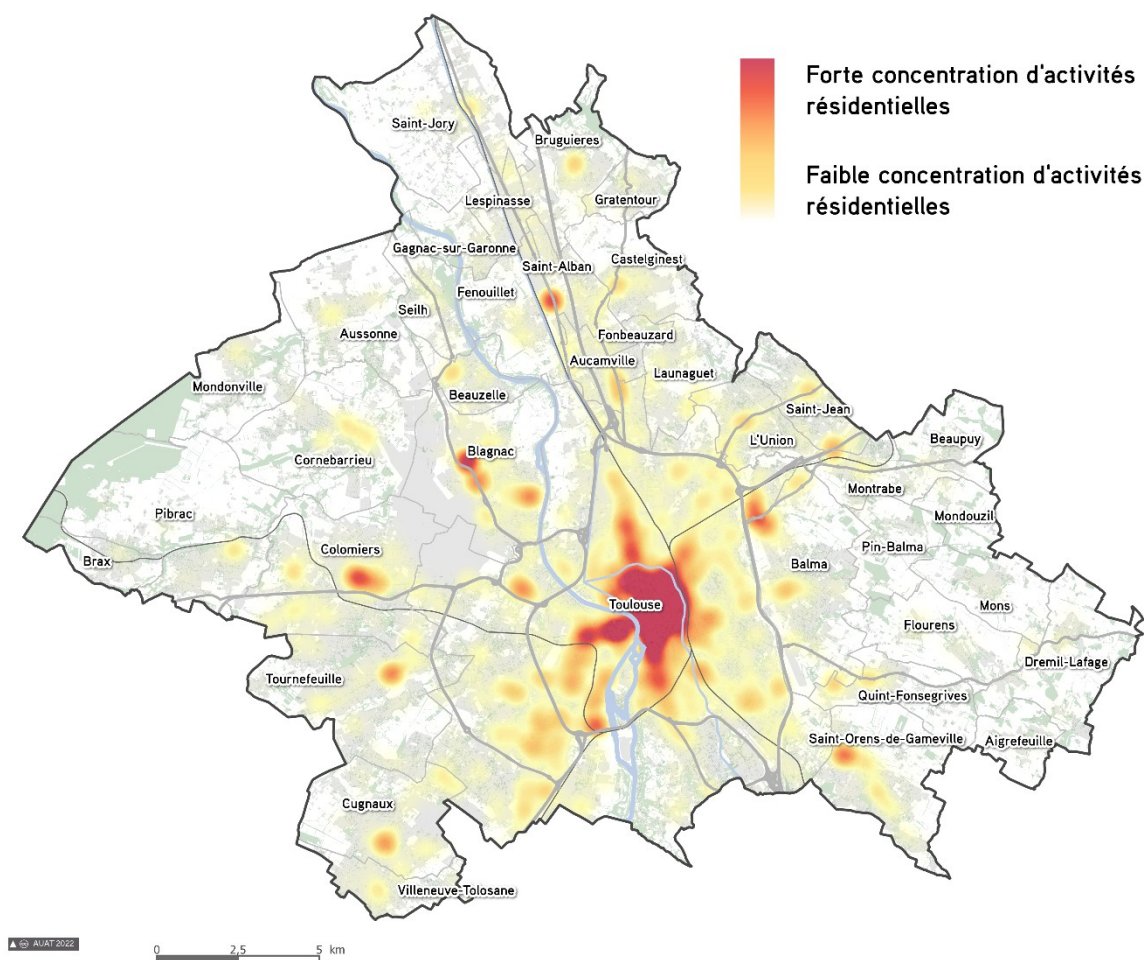 Forte concentration d'activités
résidentielles
Faible concentration d'activités
résidentielles
Saint-Jory
Bruguieres
Lespinasse
Gratentour
Gagnac-sur-Garonne
Saint-Alban
Castelginest
Fenouillet
Seilh
Aussonne
Fonbeauzard
Aucamville
Launaguet
Mondonville
Beauzelle
Saint-Jean
L'Union
Beaupuy
Blagnac
Cornebarrieu
Montrabe
Pibrac
Mondouzil
Colomiers
Pin-Balma
Brax
Balma
Toulouse
Mons
Flourens
Dremil-Lafage
Tournefeuille
Quint-Fonsegrives
Saint-Orens-de-Gameville
Aigrefeuille
Cugnaux
Villeneuve-Tolosane
AUAT 2022
0 2,5 5 km